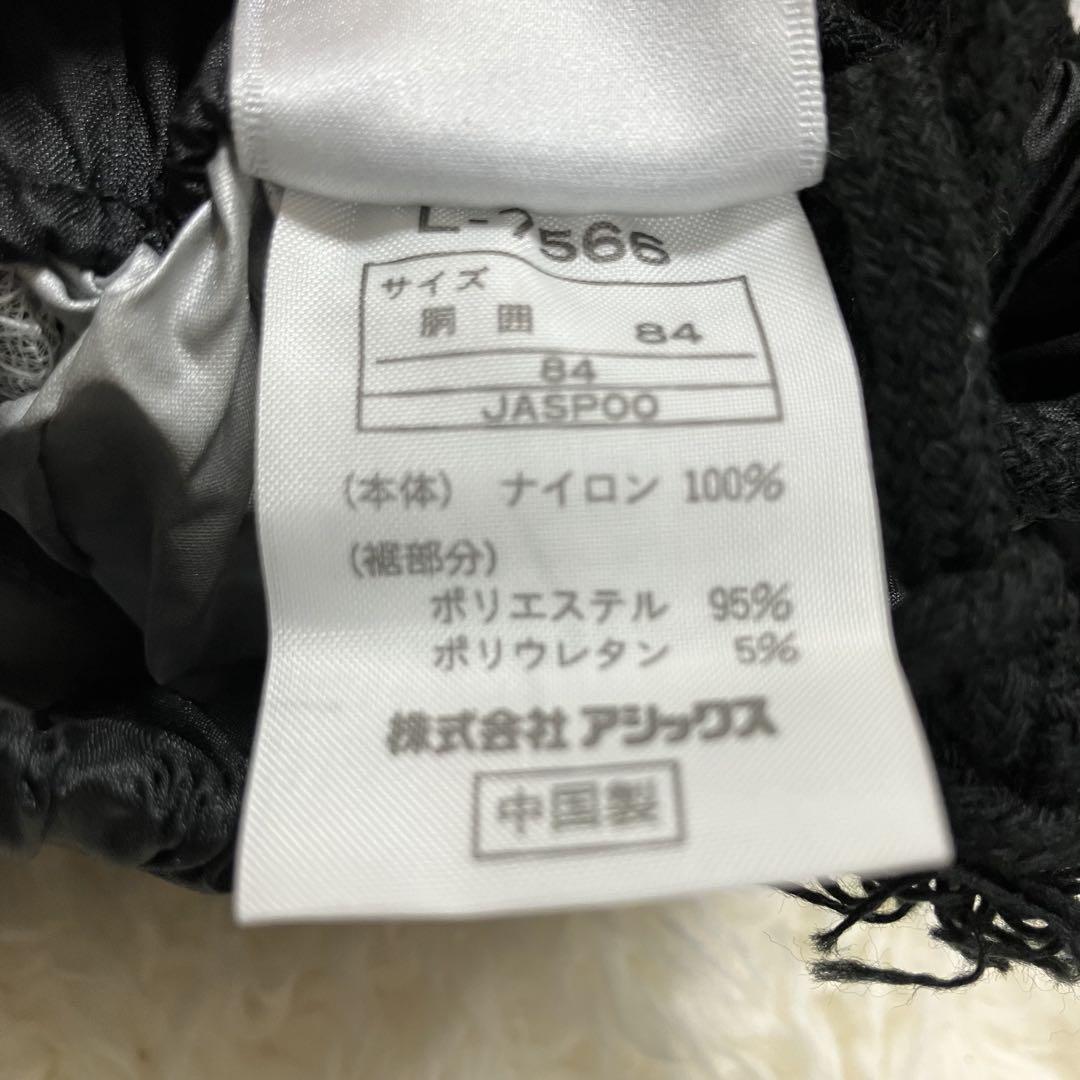 サイズ
胴 囲 84
84
JASPOO
(本体) ナイロン 100%
(裾部分)
ポリエステル 95%
ポリウレタン 5%
株式会社 アシックス
中国製